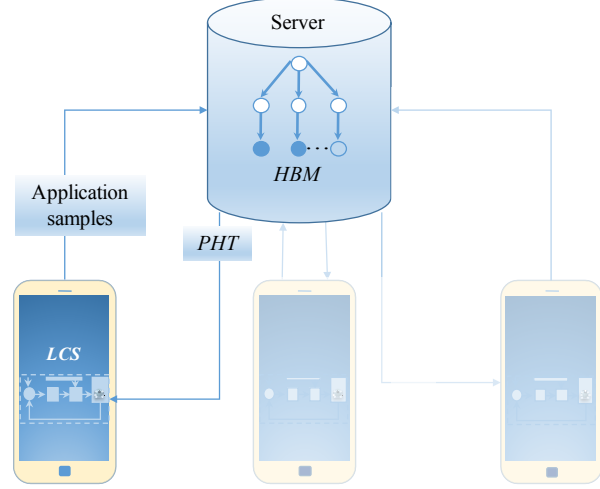 Server
HBM
Application
samples
PHT
LCS